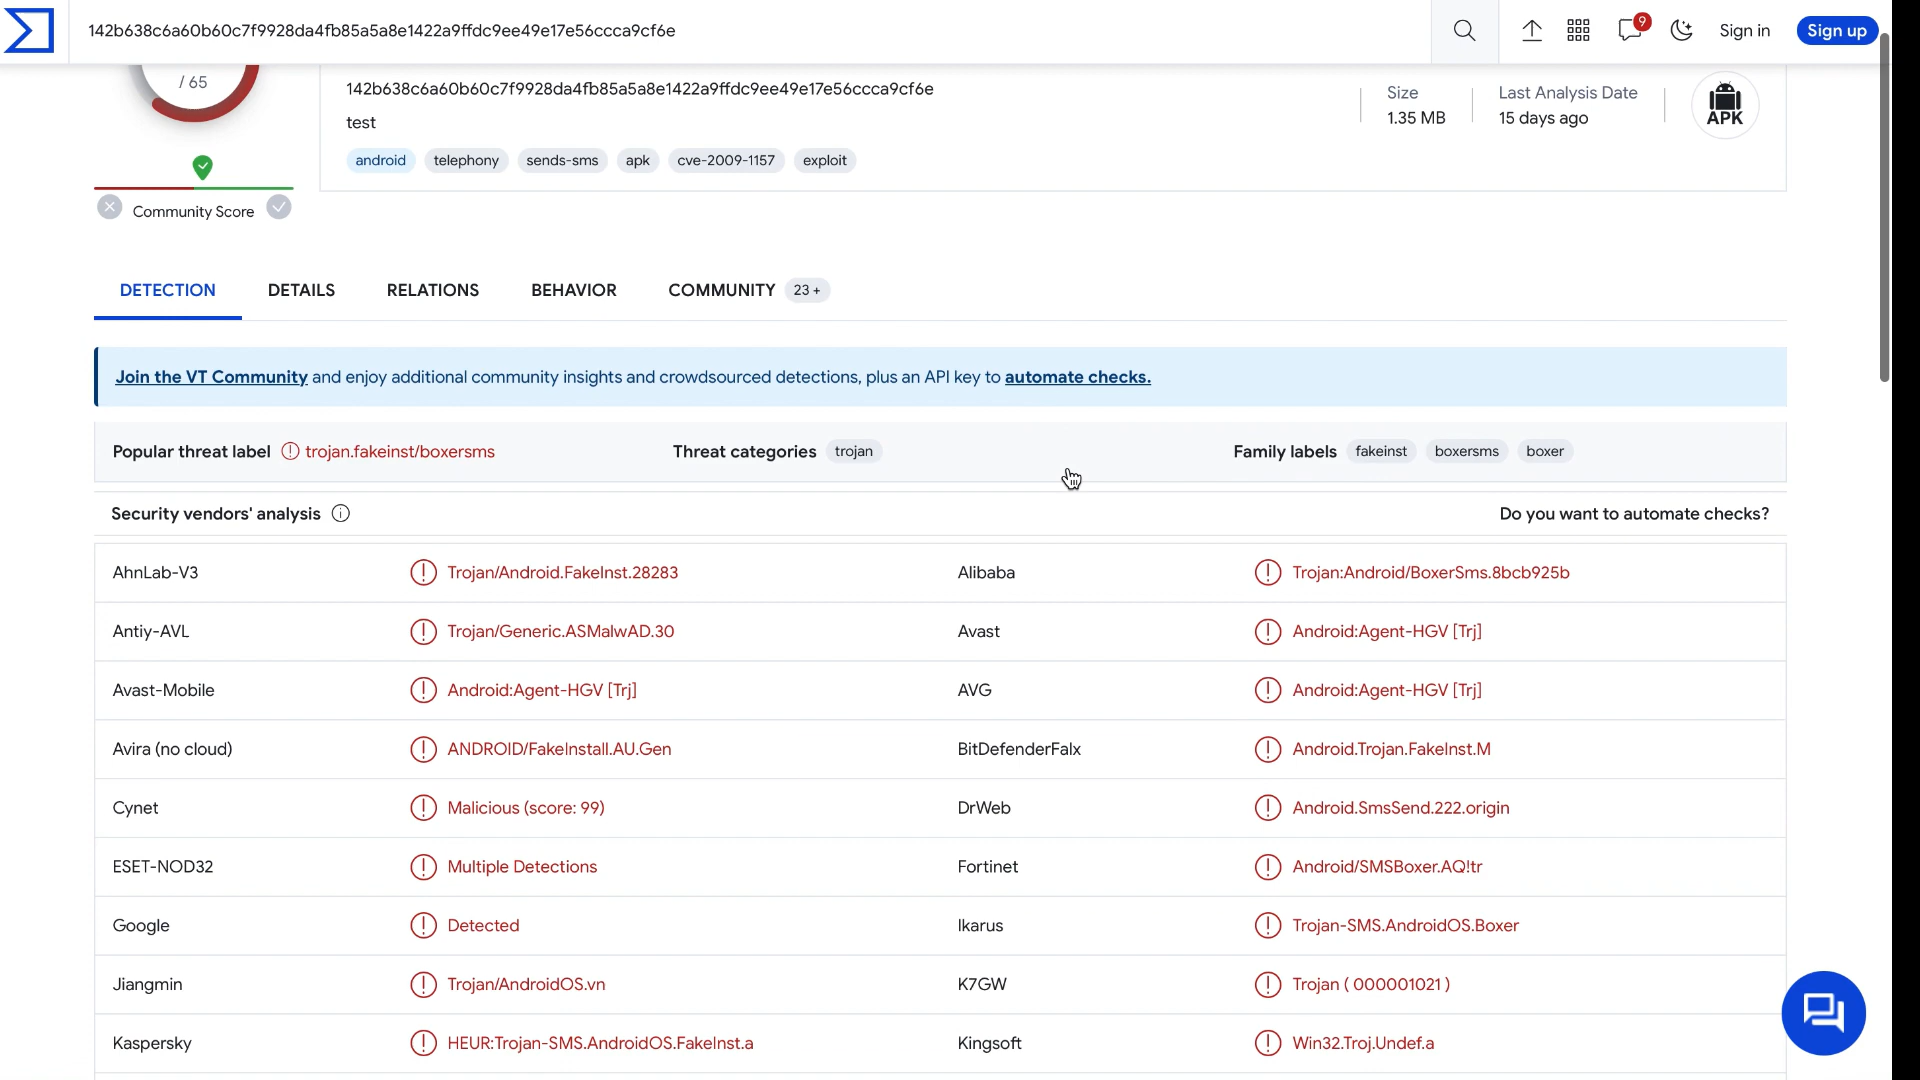 142b638c6a60b60c7f9928da4fb85a5a8e1422a9ffdc9ee49e17e56ccca9cf6e
9
Sign in
Sign up
/ 65
142b638c6a60b60c7f9928da4fb85a5a8e1422a9ffdc9ee49e17e56ccca9cf6e
test
Size
1.35 MB
Last Analysis Date
15 days ago
APK
android telephony sends-sms apk cve-2009-1157 exploit
Community Score
DETECTION DETAILS RELATIONS BEHAVIOR COMMUNITY 23 +
Join the VT Community and enjoy additional community insights and crowdsourced detections, plus an API key to automate checks.
Popular threat label trojan.fakeinst/boxersms Threat categories trojan Family labels fakeinst boxersms boxer
Security vendors' analysis Do you want to automate checks?
AhnLab-V3 Trojan/Android.FakeInst.28283 Alibaba Trojan:Android/BoxerSms.8bcb925b
Antiy-AVL Trojan/Generic.ASMalwAD.30 Avast Android:Agent-HGV [Trj]
Avast-Mobile Android:Agent-HGV [Trj] AVG Android:Agent-HGV [Trj]
Avira (no cloud) ANDROID/FakeInstall.AU.Gen BitDefenderFalx Android.Trojan.FakeInst.M
Cynet Malicious (score: 99) DrWeb Android.SmsSend.222.origin
ESET-NOD32 Multiple Detections Fortinet Android/SMSBoxer.AQ!tr
Google Detected Ikarus Trojan-SMS.AndroidOS.Boxer
Jiangmin Trojan/AndroidOS.vn K7GW Trojan ( 000001021 )
Kaspersky HEUR:Trojan-SMS.AndroidOS.FakeInst.a Kingsoft Win32.Troj.Undef.a